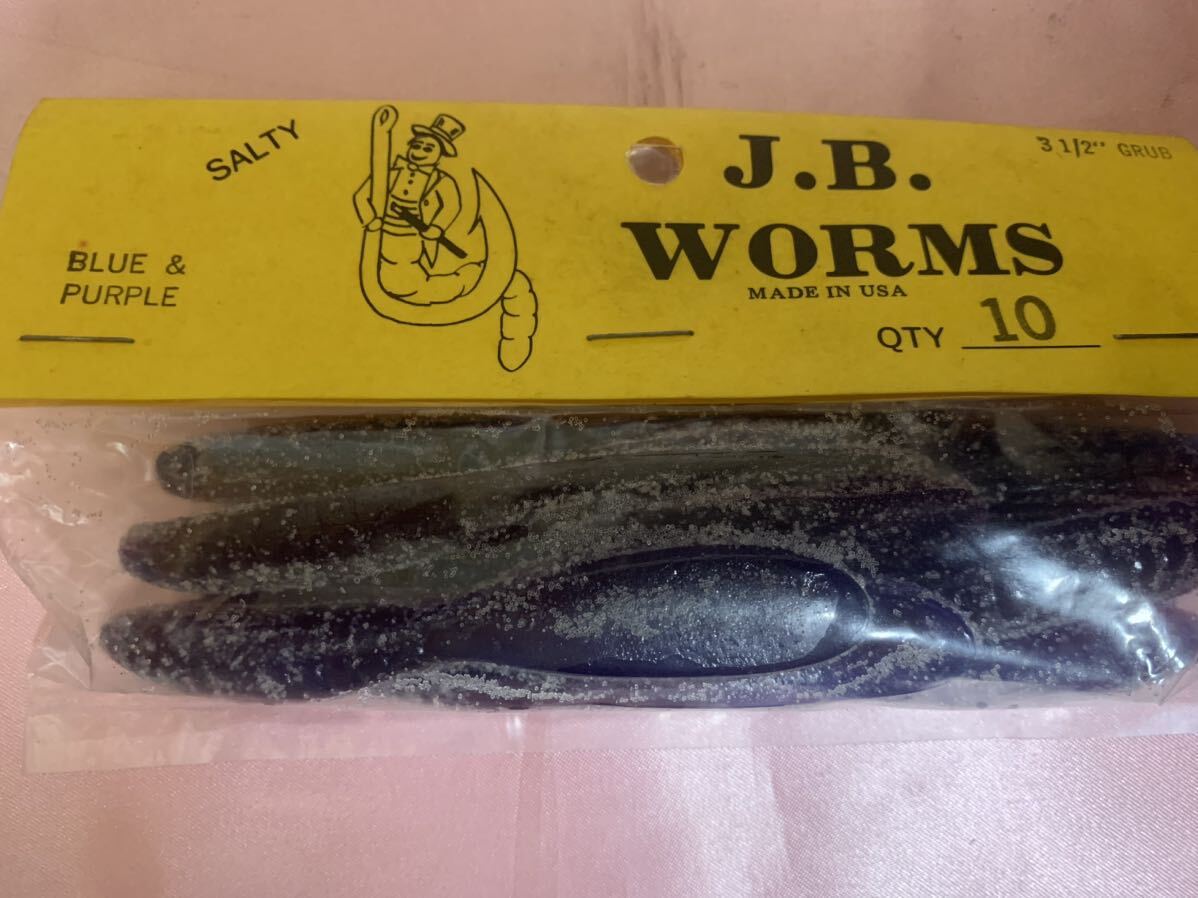 SALTY
BLUE &
PURPLE
J.B.
WORMS
MADE IN USA
3 1/2" GRUB
QTY 10